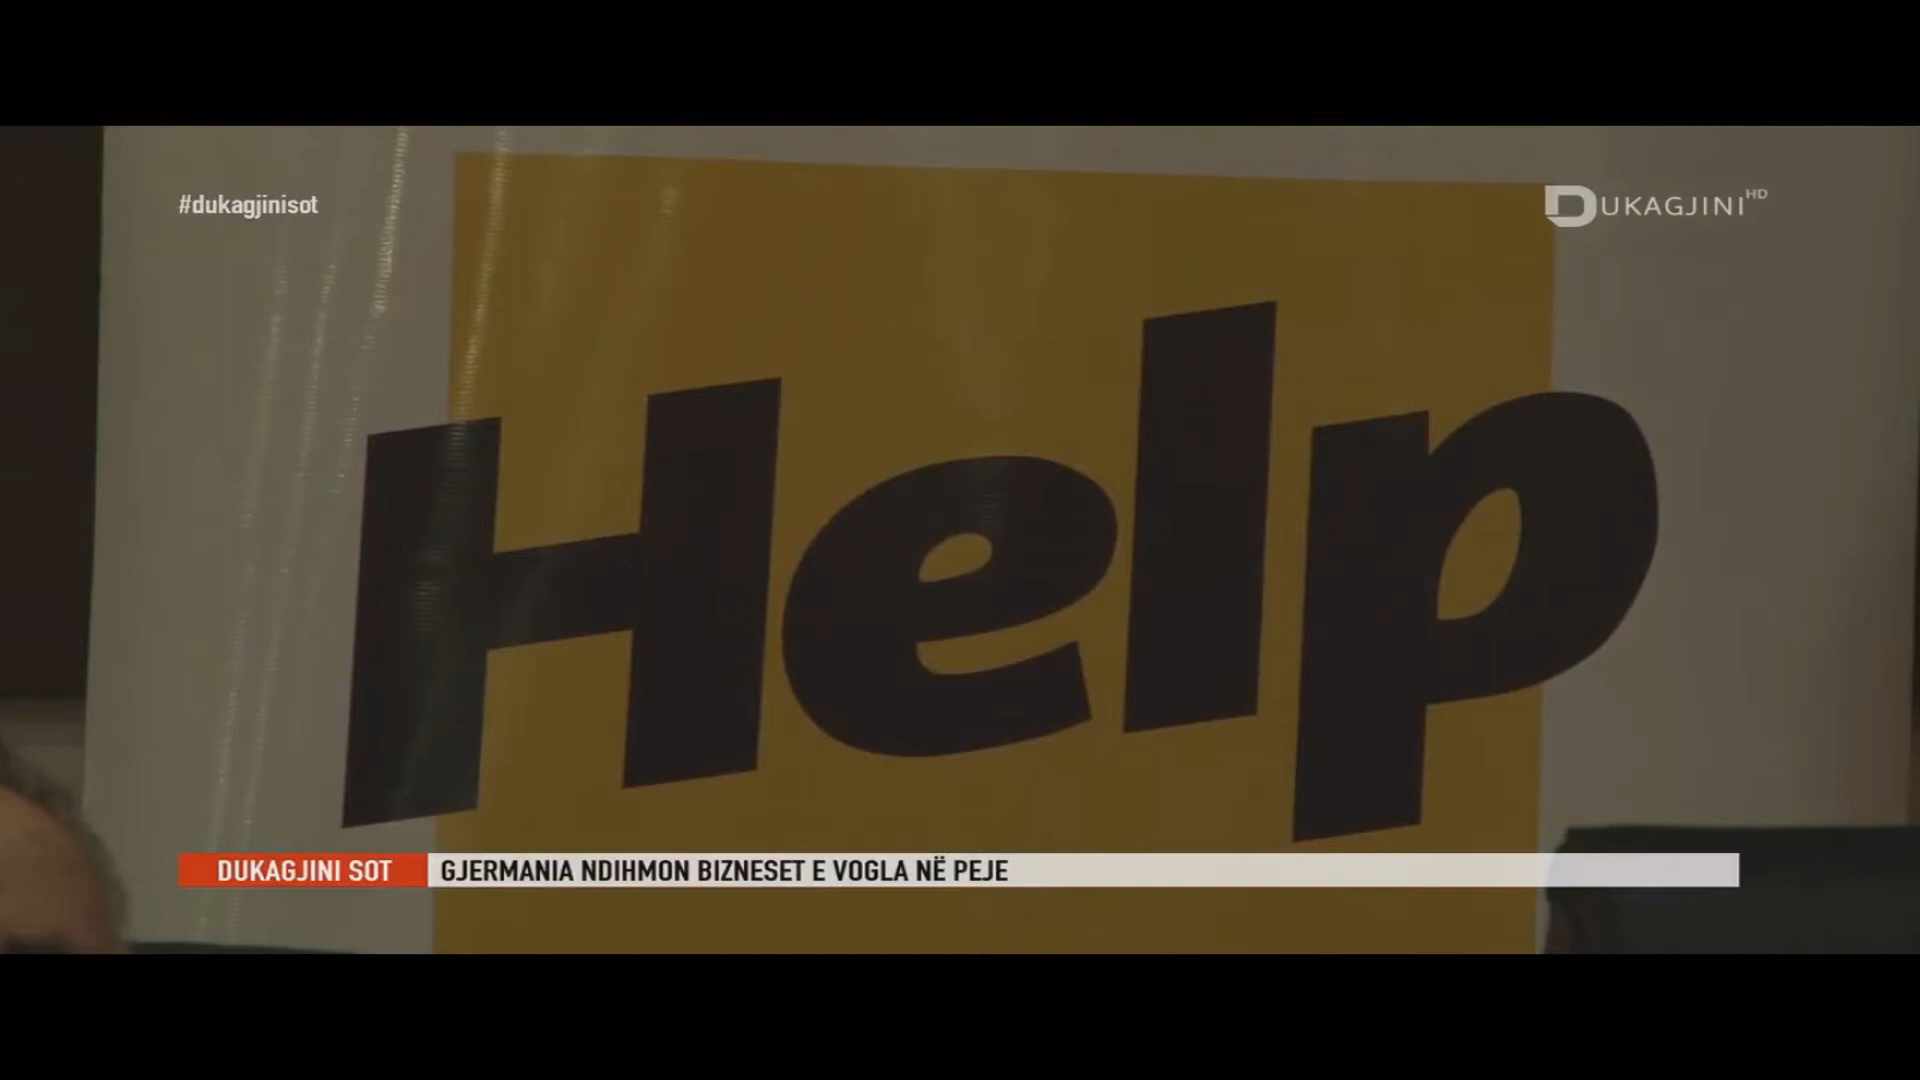 #dukagjinisot
DUKAGJINI HD
Help
DUKAGJINI SOT
GJERMANIA NDIHMON BIZNESET E VOGLA NË PEJE